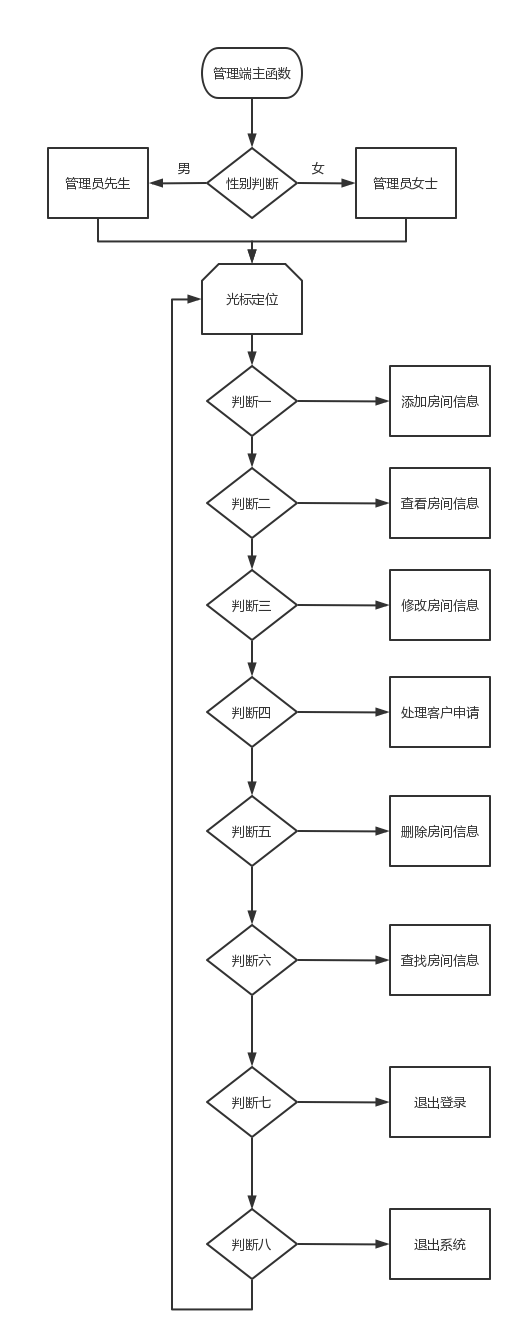 管理端主函数
男
女
管理员先生
性别判断
管理员女士
光标定位
判断一
添加房间信息
判断二
查看房间信息
判断三
修改房间信息
判断四
处理客户申请
判断五
删除房间信息
判断六
查找房间信息
判断七
退出登录
判断八
退出系统